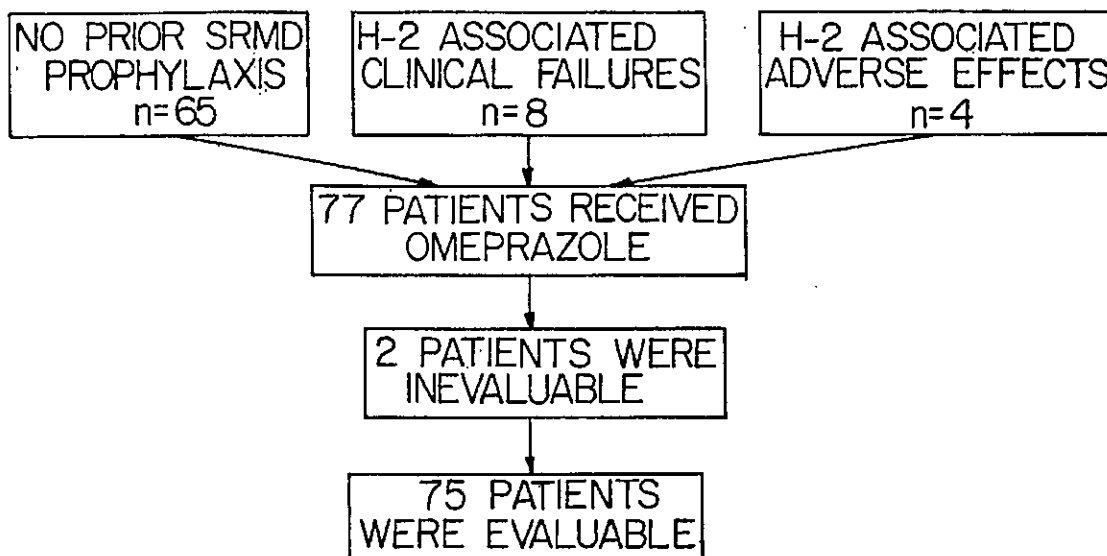 NO PRIOR SRMD
PROPHYLAXIS
n=65
H-2 ASSOCIATED
CLINICAL FAILURES
n=8
H-2 ASSOCIATED
ADVERSE EFFECTS
n=4
77 PATIENTS RECEIVED
OMEPRAZOLE
2 PATIENTS WERE
INEVALUABLE
75 PATIENTS
WERE EVALUABLE